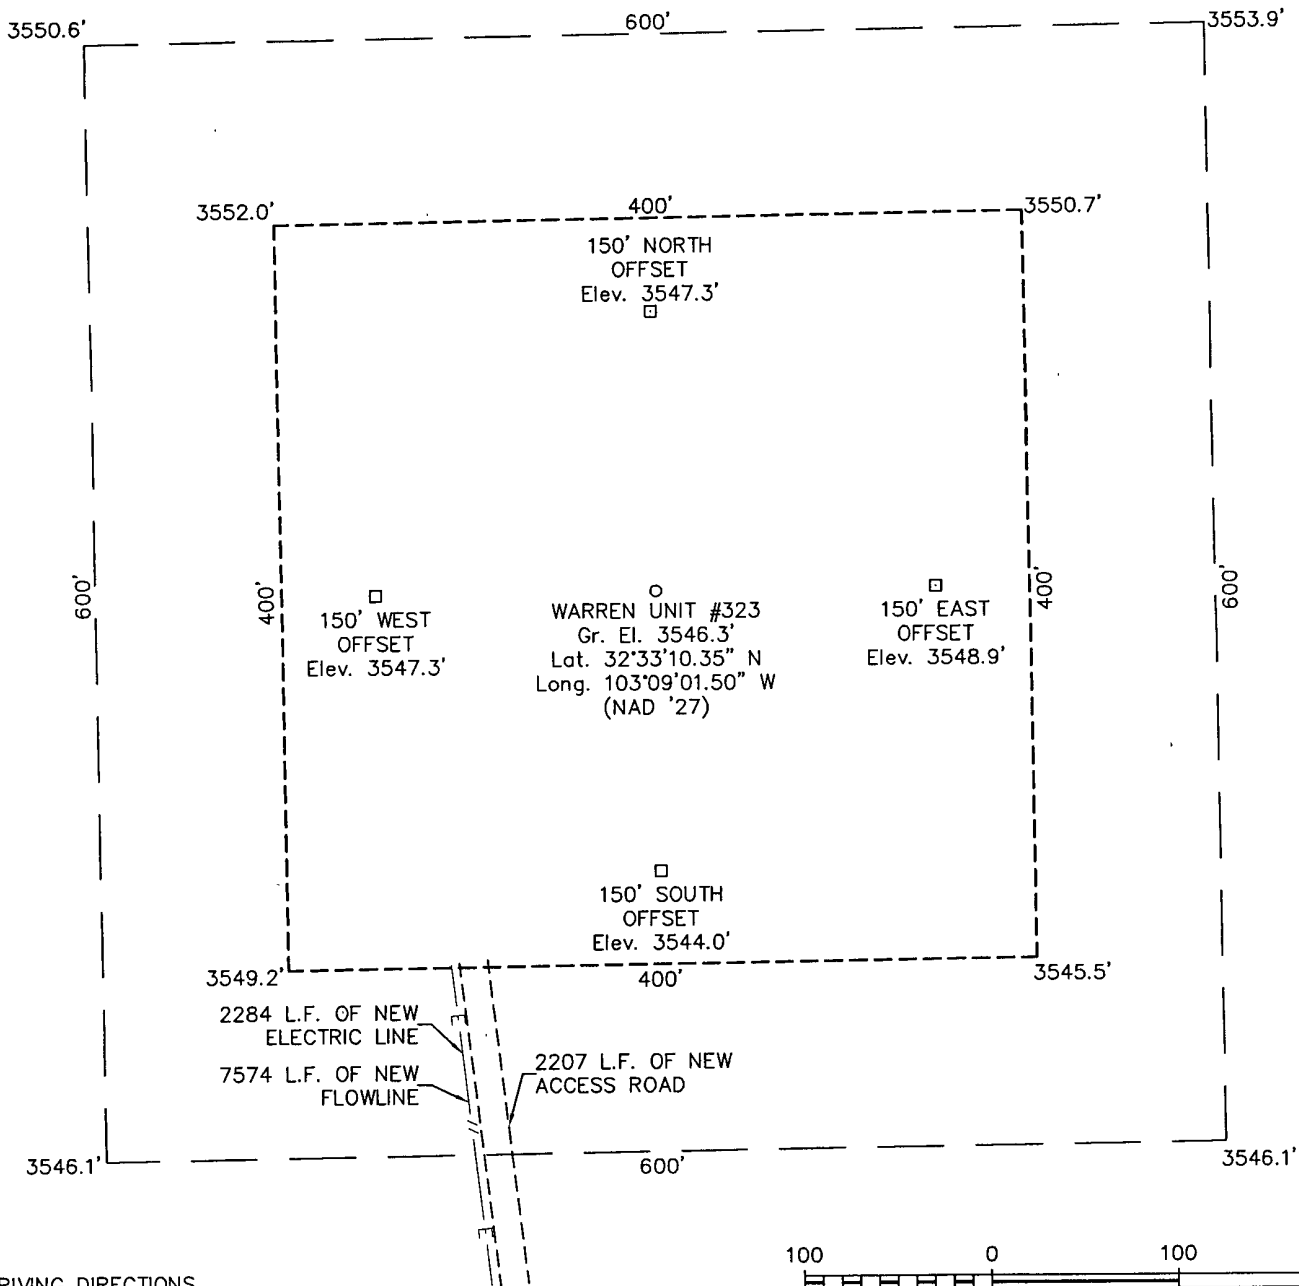 3550.6'
600'
3553.9'
3552.0'
400'
3550.7'
150' NORTH
OFFSET
Elev. 3547.3'
600'
400'
150' WEST
OFFSET
Elev. 3547.3'
WARREN UNIT #323
Gr. El. 3546.3'
Lat. 32°33'10.35" N
Long. 103°09'01.50" W
(NAD '27)
150' EAST
OFFSET
Elev. 3548.9'
400'
600'
150' SOUTH
OFFSET
Elev. 3544.0'
3549.2'
400'
3545.5'
2284 L.F. OF NEW
ELECTRIC LINE
7574 L.F. OF NEW
FLOWLINE
2207 L.F. OF NEW
ACCESS ROAD
E
E
3546.1'
600'
3546.1'
100 0 100
RIVING DIRECTIONS